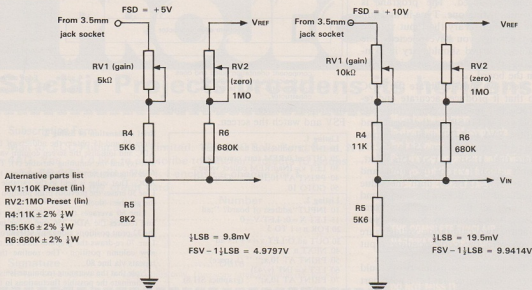 FSD = +5V
From 3.5mm
jack socket
VREF
RV1 (gain)
5kΩ
RV2
(zero)
1MO
R4
5K6
R6
680K
R5
8K2
½LSB = 9.8mV
FSV - 1½LSB = 4.9797V
Alternative parts list
RV1:10K Preset (lin)
RV2:1MO Preset (lin)
R4:11K ± 2% ¼W
R5:5K6 ± 2% ¼W
R6:680K ± 2% ¼W
FSD = +10V
From 3.5mm
jack socket
VREF
RV1 (gain)
10kΩ
RV2
(zero)
1MO
R4
11K
R6
680K
VIN
R5
5K6
½LSB = 19.5mV
FSV - 1½LSB = 9.9414V